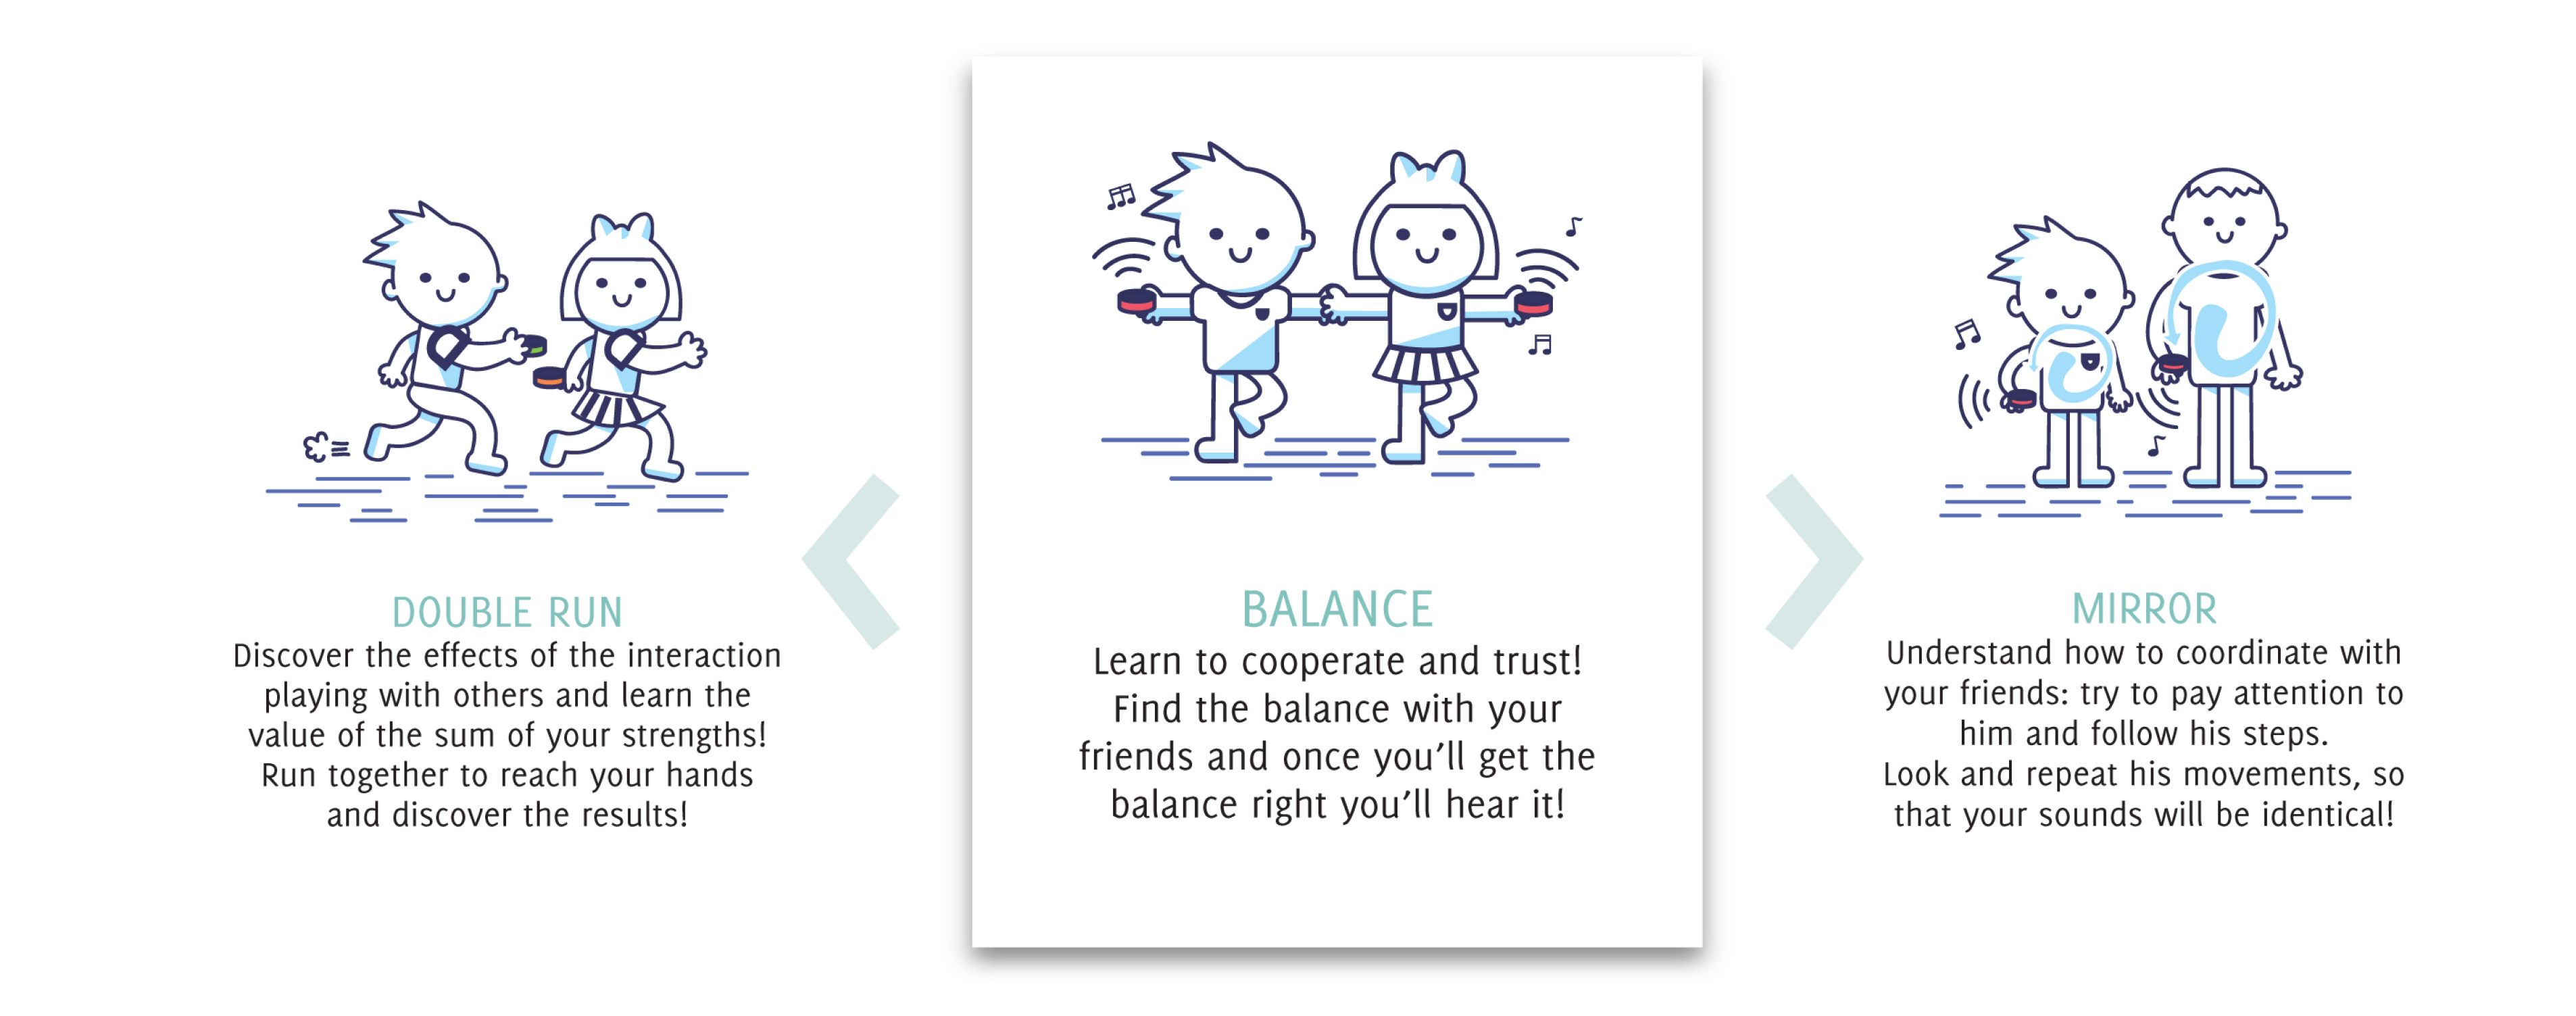 DOUBLE RUN
Discover the effects of the interaction
playing with others and learn the
value of the sum of your strengths!
Run together to reach your hands
and discover the results!
BALANCE
Learn to cooperate and trust!
Find the balance with your
friends and once you'll get the
balance right you'll hear it!
MIRROR
Understand how to coordinate with
your friends: try to pay attention to
him and follow his steps.
Look and repeat his movements, so
that your sounds will be identical!